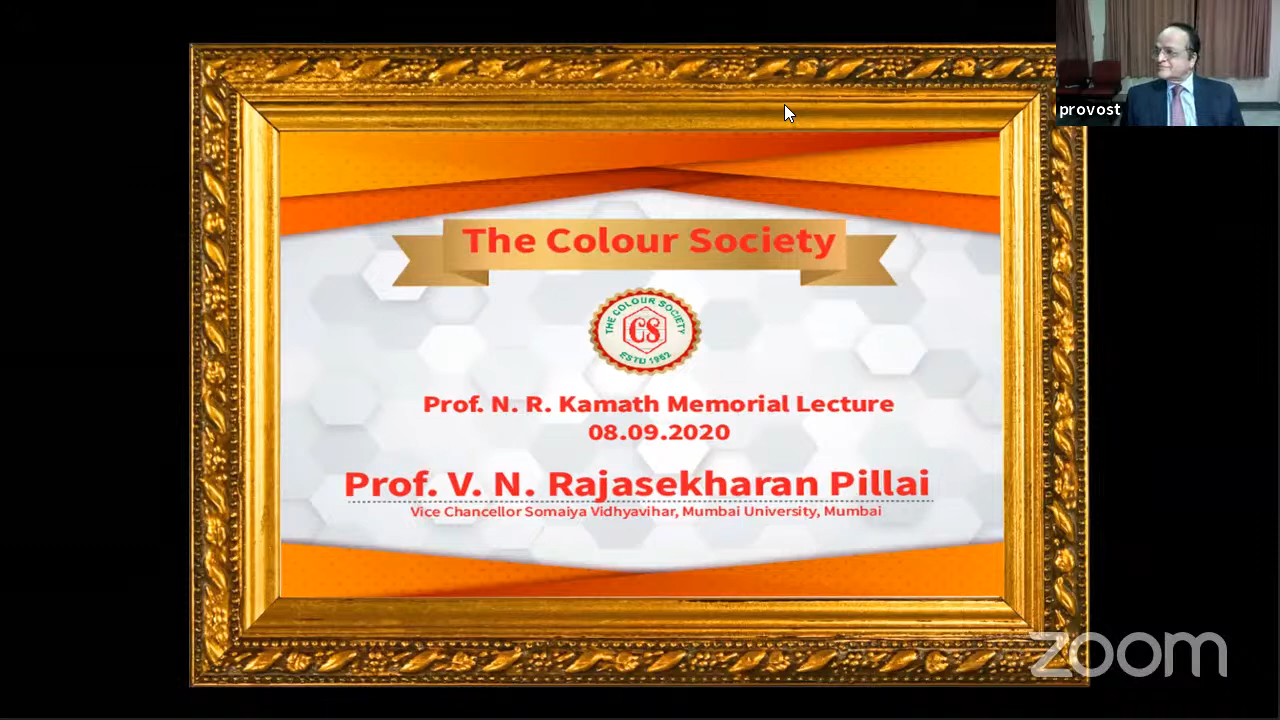 provost
The Colour Society
THE COLOUR SOCIETY
CS
ESTD 1962
Prof. N. R. Kamath Memorial Lecture
08.09.2020
Prof. V. N. Rajasekharan Pillai
Vice Chancellor Somaiya Vidhyavihar, Mumbai University, Mumbai
zoom